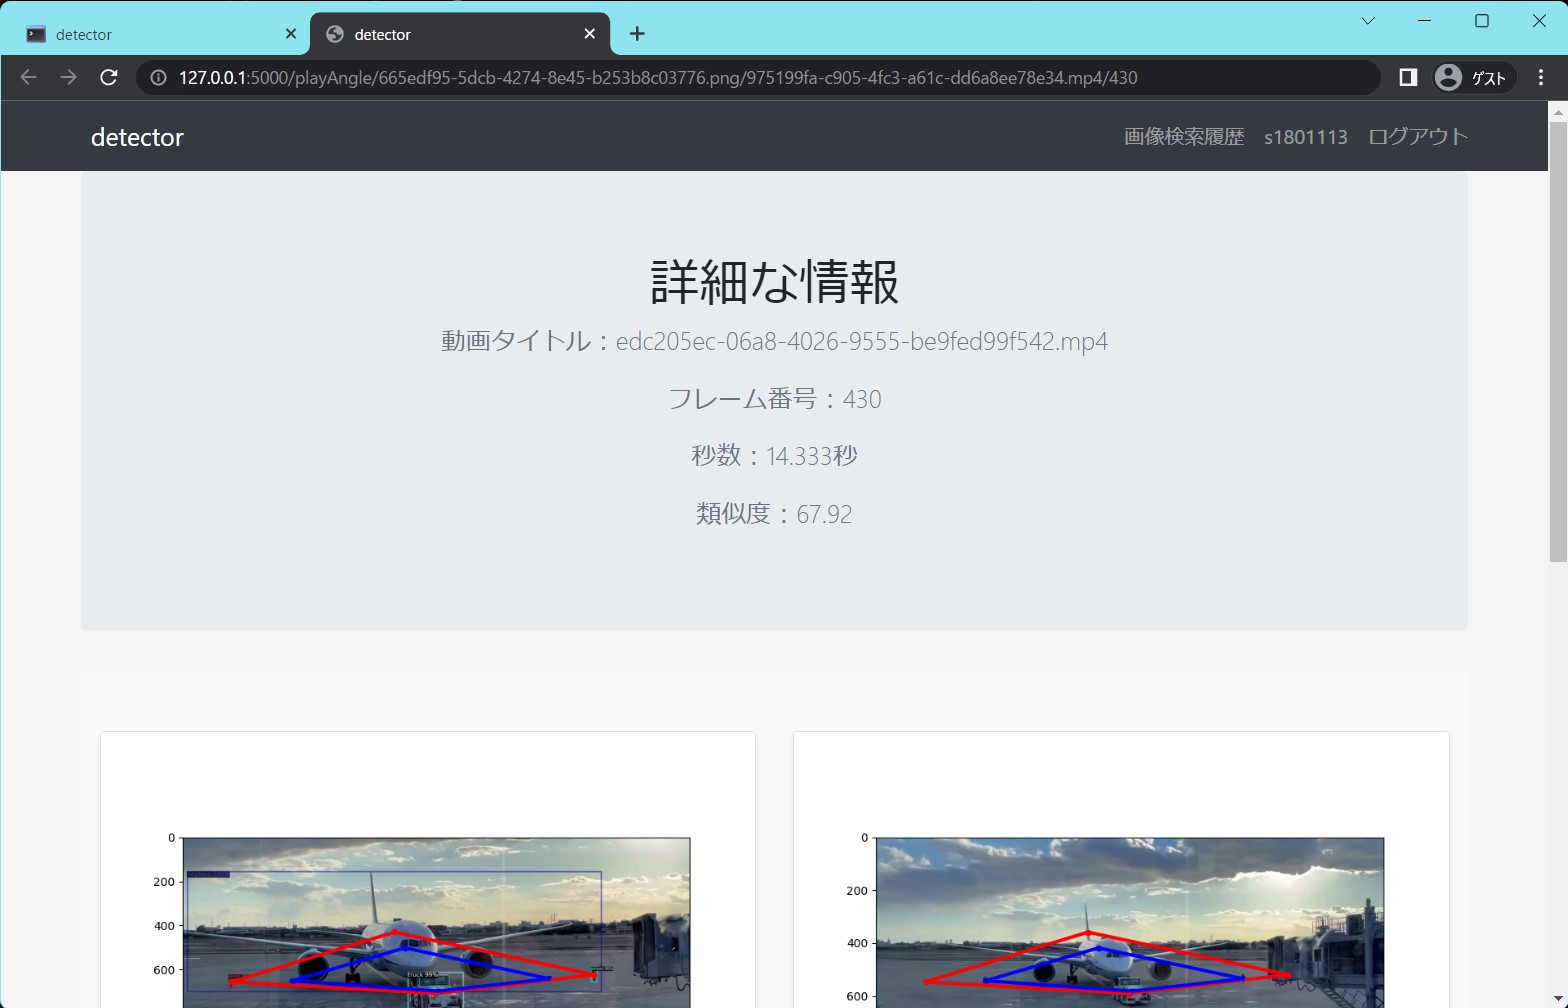 detector
detector
127.0.0.1:5000/playAngle/665edf95-5dcb-4274-8e45-b253b8c03776.png/975199fa-c905-4fc3-a61c-dd6a8ee78e34.mp4/430
ゲスト
detector
画像検索履歴 s1801113 ログアウト
詳細な情報
動画タイトル：edc205ec-06a8-4026-9555-be9fed99f542.mp4
フレーム番号：430
秒数：14.333秒
類似度：67.92
0
200
400
600
truck 99%
0
200
400
600